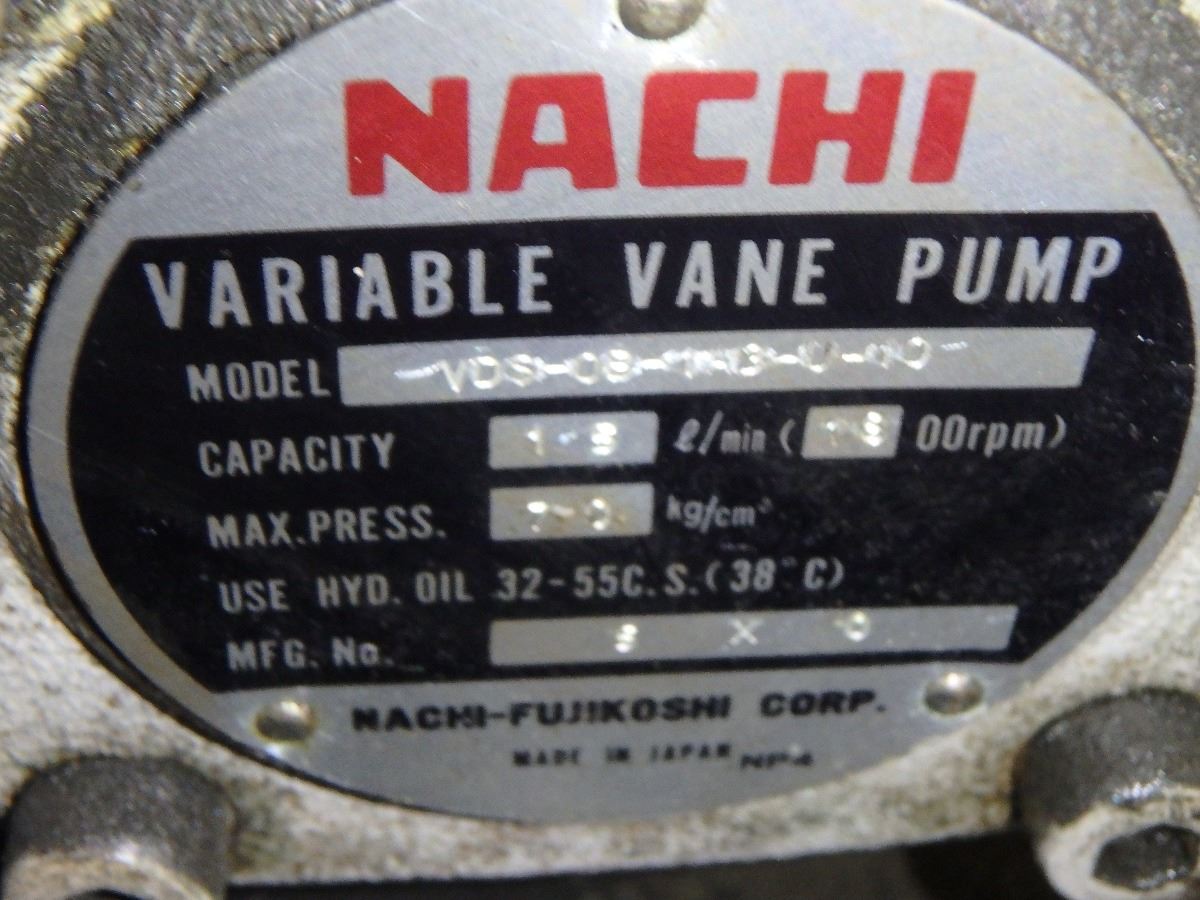 NACHI
VARIABLE VANE PUMP
MODEL
CAPACITY l/min ( 18 00rpm)
MAX.PRESS. kg/cm²
USE HYD. OIL 32-55C.S.(38°C)
MFG. No.
NACHI-FUJIKOSHI CORP.
MADE IN JAPAN